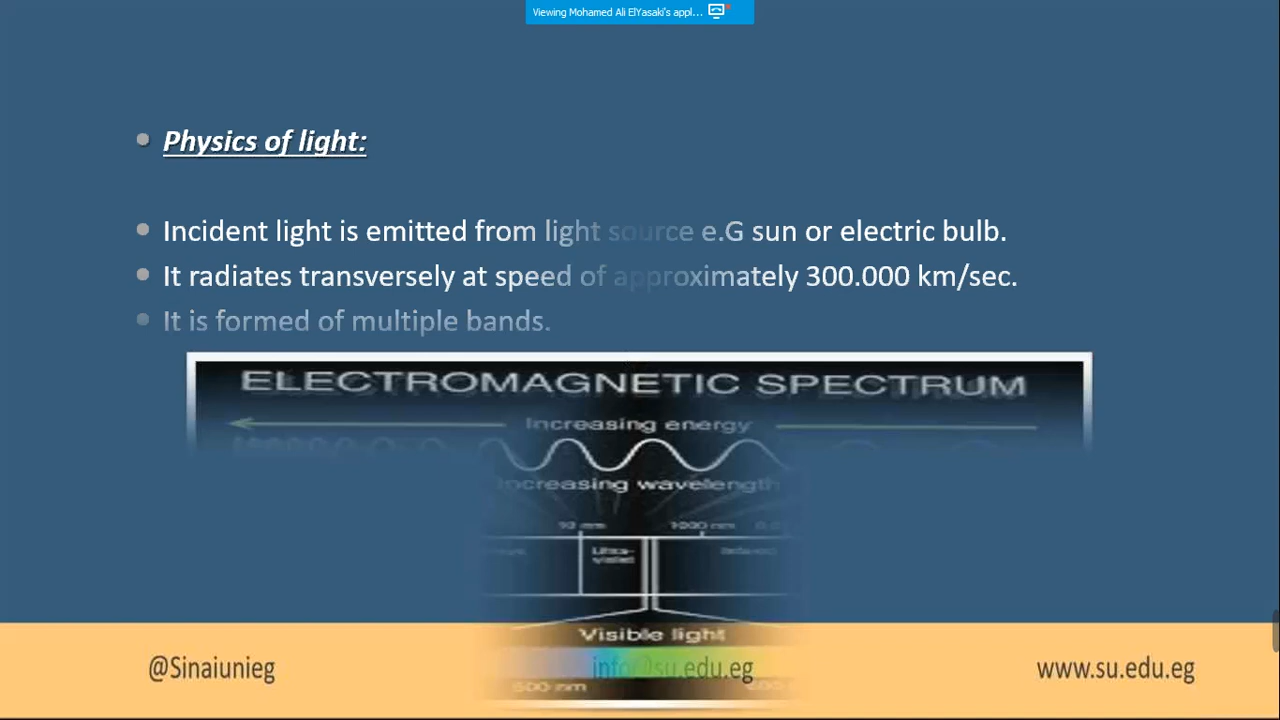 Viewing Mohamed Ali ElYasaki's appl...
Physics of light:
Incident light is emitted from light source e.G sun or electric bulb.
It radiates transversely at speed of approximately 300.000 km/sec.
It is formed of multiple bands.
ELECTROMAGNETIC SPECTRUM
Increasing energy
Increasing wavelength
10 nm 1000 nm
Ultra-
violet
Visible light
@Sinaiunieg info@su.edu.eg www.su.edu.eg
500 nm